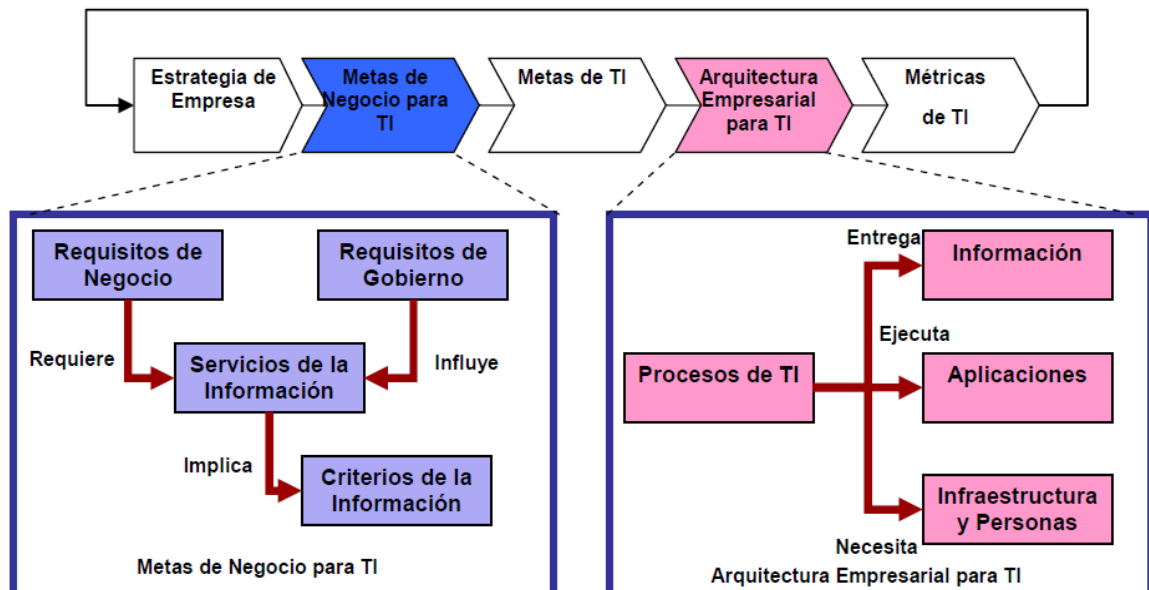 Estrategia de
Empresa
Metas de
Negocio para
TI
Metas de TI
Arquitectura
Empresarial
para TI
Métricas
de TI
Requisitos de
Negocio
Requisitos de
Gobierno
Requiere
Servicios de la
Información
Influye
Implica
Criterios de la
Información
Metas de Negocio para TI
Entrega
Información
Ejecuta
Procesos de TI
Aplicaciones
Infraestructura
y Personas
Necesita
Arquitectura Empresarial para TI